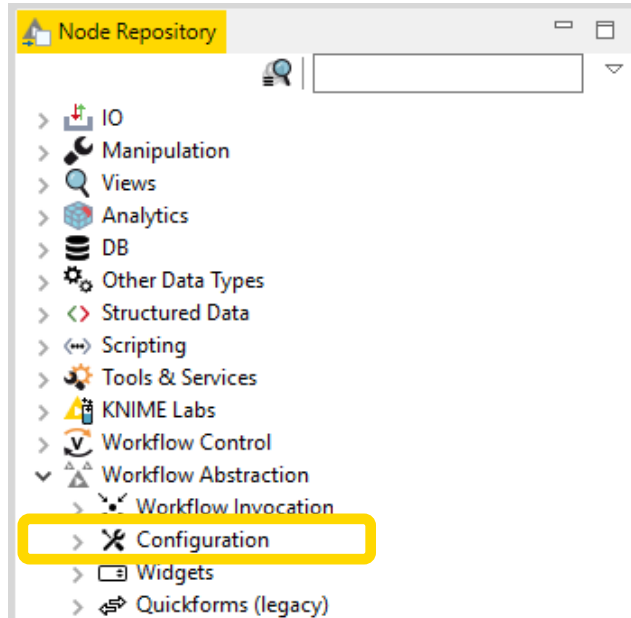 Node Repository
IO
Manipulation
Views
Analytics
DB
Other Data Types
Structured Data
Scripting
Tools & Services
KNIME Labs
Workflow Control
Workflow Abstraction
Workflow Invocation
Configuration
Widgets
Quickforms (legacy)